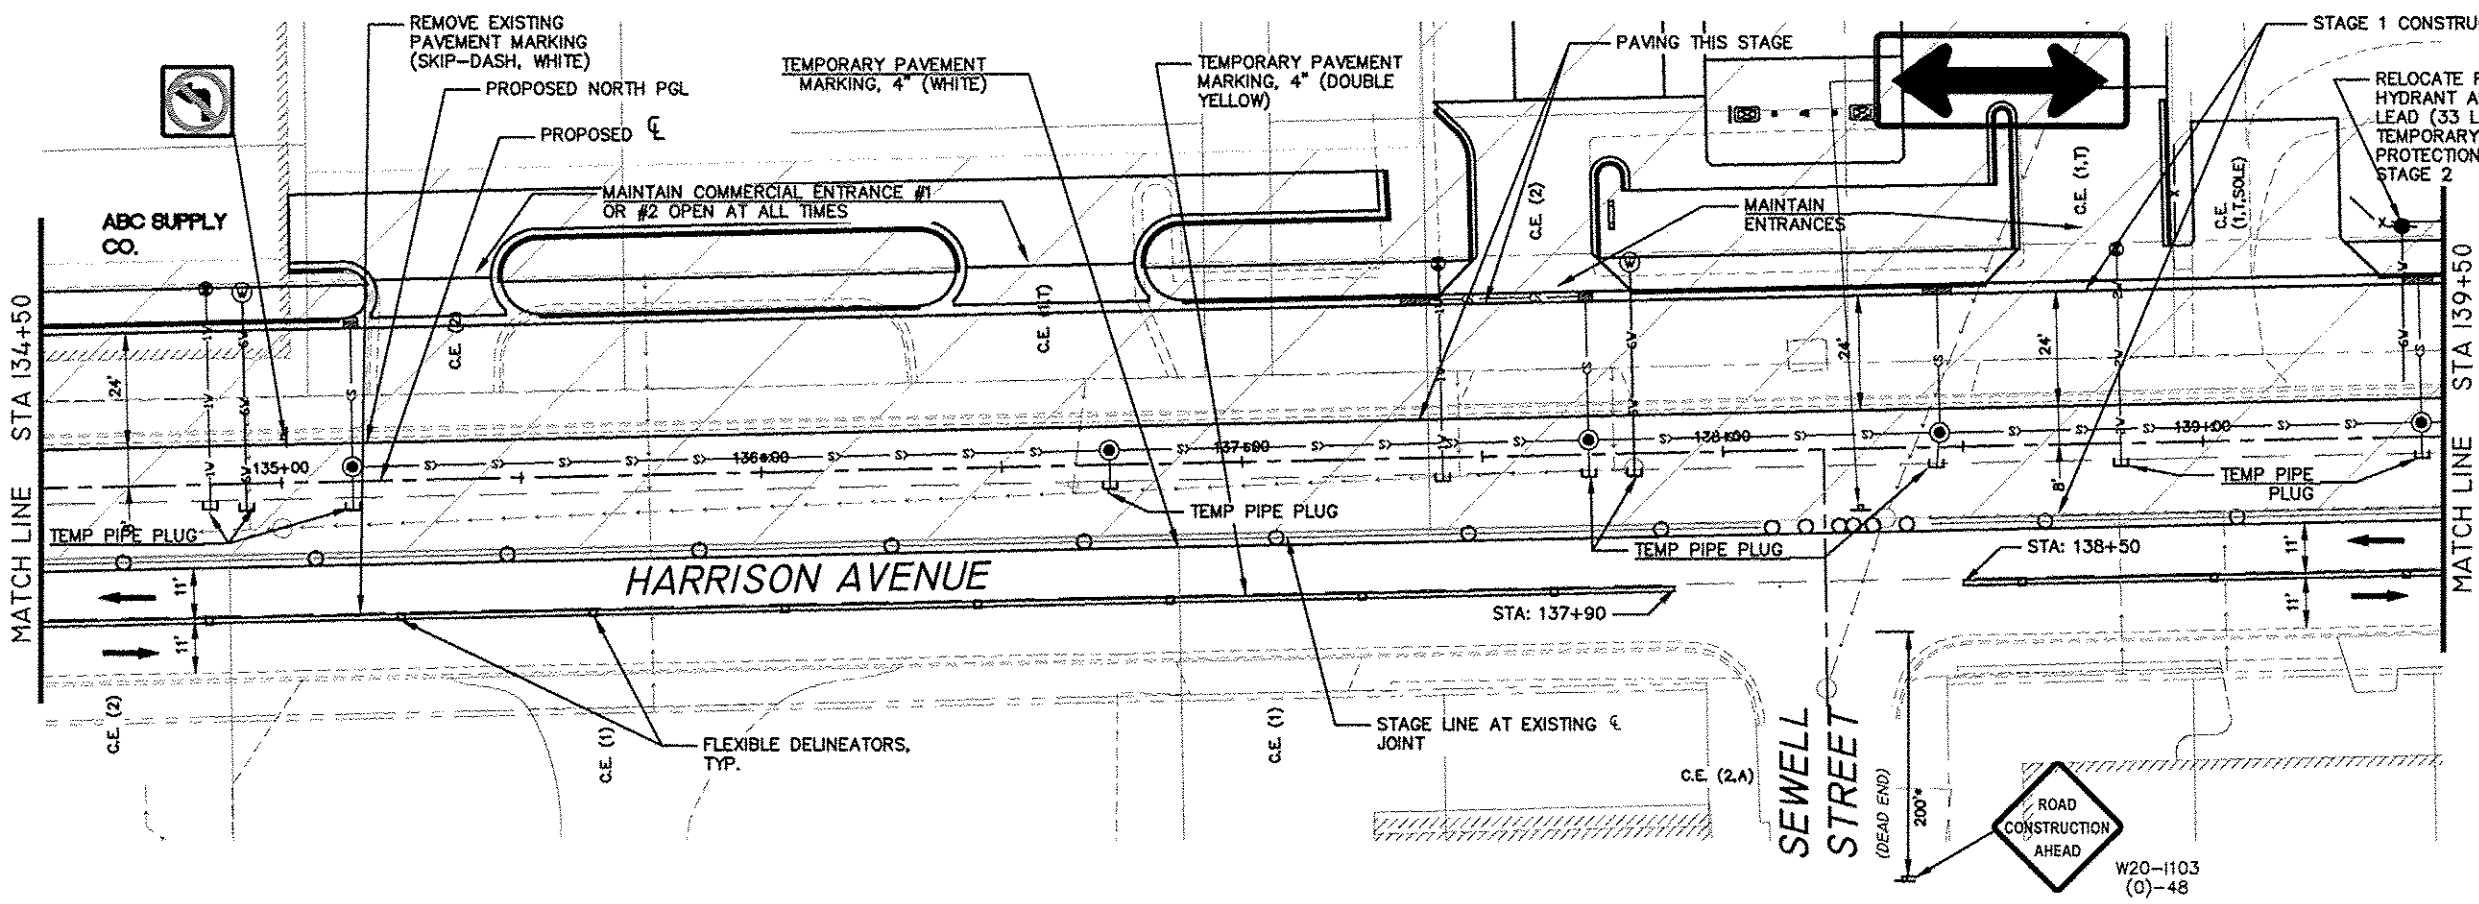 REMOVE EXISTING
PAVEMENT MARKING
(SKIP-DASH, WHITE)
PROPOSED NORTH PGL
PROPOSED ℄
TEMPORARY PAVEMENT
MARKING, 4" (WHITE)
TEMPORARY PAVEMENT
MARKING, 4" (DOUBLE
YELLOW)
PAVING THIS STAGE
STAGE 1 CONSTRU
RELOCATE
HYDRANT A
LEAD (33 L
TEMPORARY
PROTECTION
STAGE 2
ABC SUPPLY
CO.
MAINTAIN COMMERCIAL ENTRANCE #1
OR #2 OPEN AT ALL TIMES
MAINTAIN
ENTRANCES
C.E. (2)
C.E. (1,T)
C.E.
(1,T,SOLE)
C.E. (2)
C.E. (1,T)
MATCH LINE STA 134+50
MATCH LINE STA 139+50
24'
24'
24'
135+00
136+00
137+00
138+00
139+00
8'
8'
TEMP PIPE PLUG
TEMP PIPE PLUG
TEMP PIPE PLUG
TEMP PIPE
PLUG
HARRISON AVENUE
STA: 137+90
STA: 138+50
11'
11'
11'
11'
C.E. (2)
C.E. (1)
C.E. (1)
C.E. (2,A)
FLEXIBLE DELINEATORS,
TYP.
STAGE LINE AT EXISTING ℄
JOINT
SEWELL
STREET
(DEAD END)
200'*
ROAD
CONSTRUCTION
AHEAD
W20-I103
(O)-48